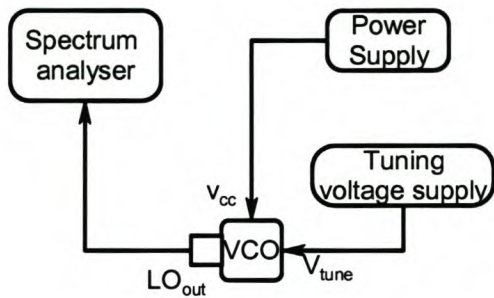 Spectrum
analyser
Power
Supply
Tuning
voltage supply
vcc
VCO
Vtune
LOout